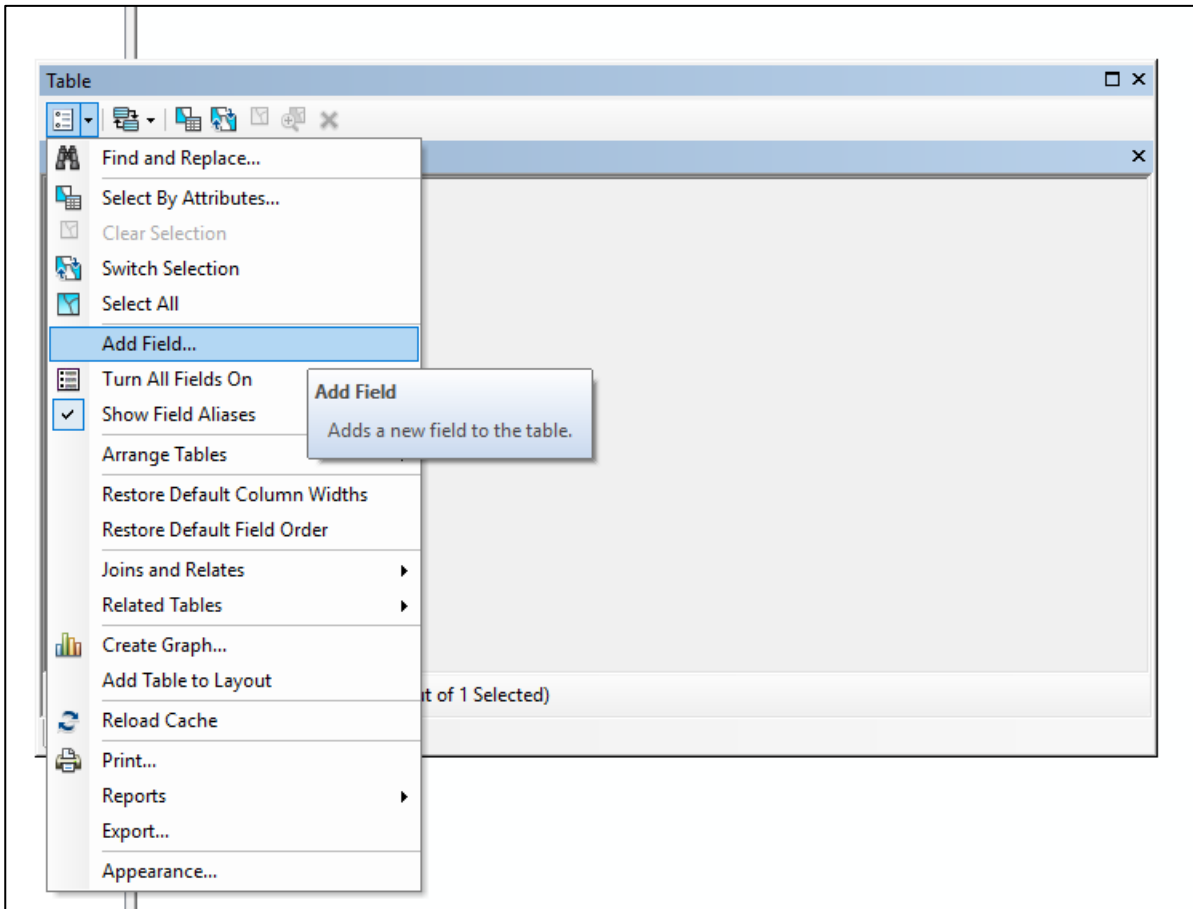 Table
Find and Replace...
Select By Attributes...
Clear Selection
Switch Selection
Select All
Add Field...
Turn All Fields On
Show Field Aliases
Add Field
Adds a new field to the table.
Arrange Tables
Restore Default Column Widths
Restore Default Field Order
Joins and Relates
Related Tables
Create Graph...
Add Table to Layout
of 1 Selected)
Reload Cache
Print...
Reports
Export...
Appearance...